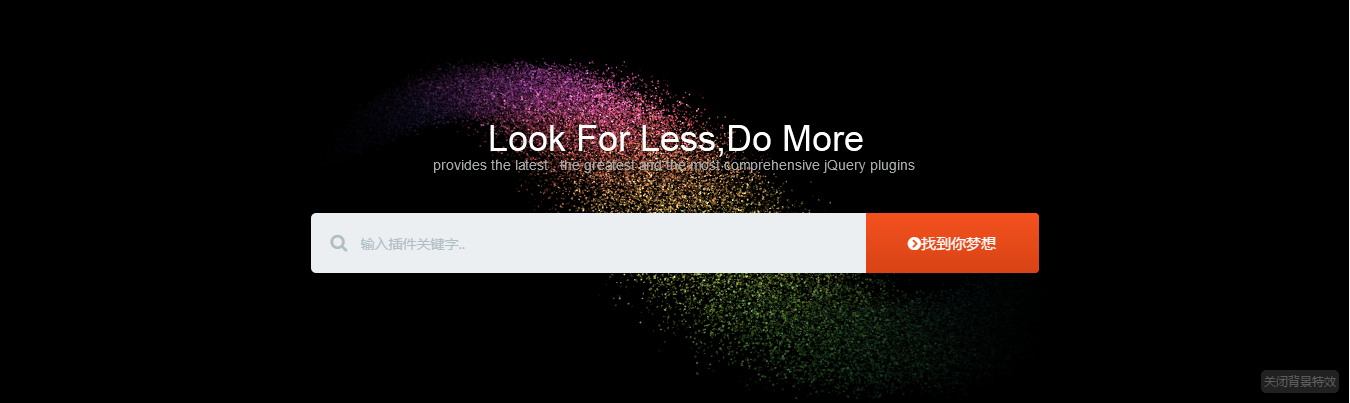 Look For Less,Do More
provides the latest , the greatest and the most comprehensive jQuery plugins
输入插件关键字..
找到你梦想
关闭背景特效